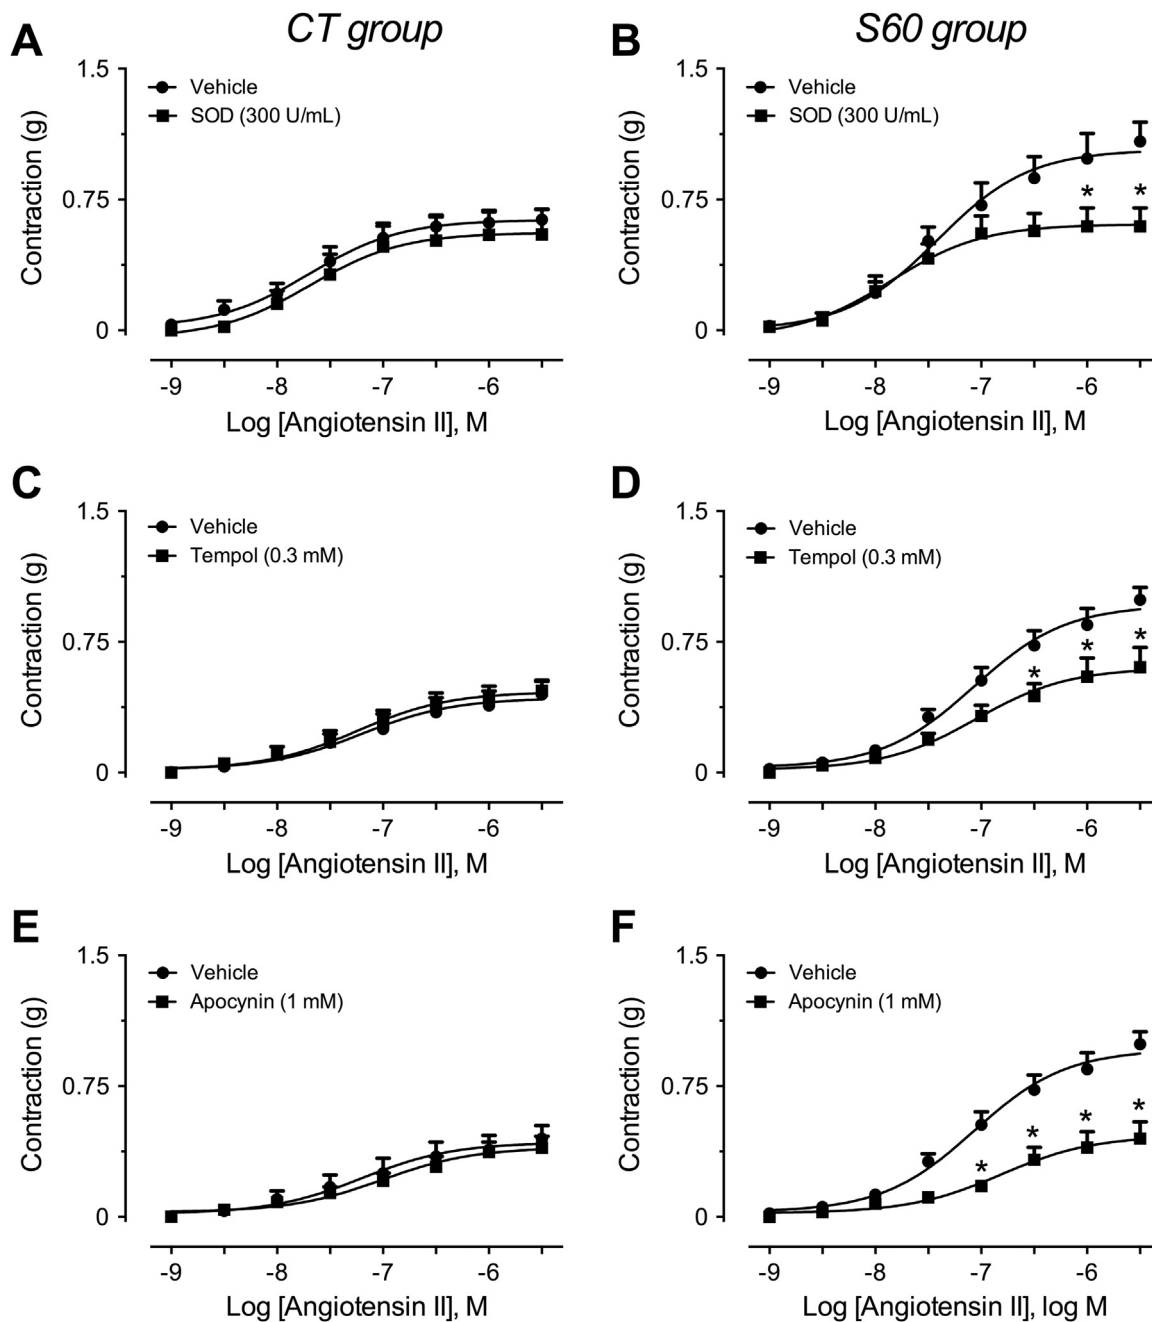 CT group
S60 group
A
B
1.5
0.75
0
Contraction (g)
Vehicle
SOD (300 U/mL)
-9
-8
-7
-6
Log [Angiotensin II], M
1.5
0.75
0
Contraction (g)
Vehicle
SOD (300 U/mL)
*
*
-9
-8
-7
-6
Log [Angiotensin II], M
C
D
1.5
0.75
0
Contraction (g)
Vehicle
Tempol (0.3 mM)
-9
-8
-7
-6
Log [Angiotensin II], M
1.5
0.75
0
Contraction (g)
Vehicle
Tempol (0.3 mM)
*
*
*
-9
-8
-7
-6
Log [Angiotensin II], M
E
F
1.5
0.75
0
Contraction (g)
Vehicle
Apocynin (1 mM)
-9
-8
-7
-6
Log [Angiotensin II], M
1.5
0.75
0
Contraction (g)
Vehicle
Apocynin (1 mM)
*
*
*
*
-9
-8
-7
-6
Log [Angiotensin II], log M